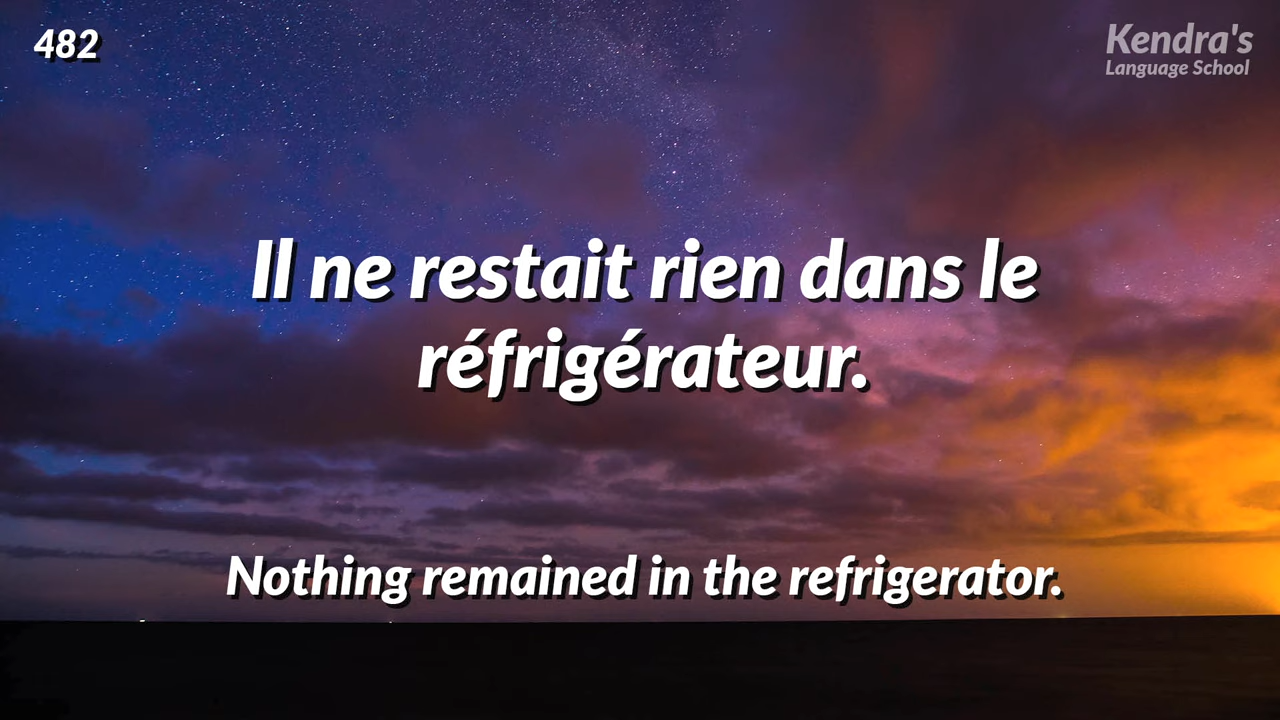 482
Kendra's
Language School
Il ne restait rien dans le
réfrigérateur.
Nothing remained in the refrigerator.